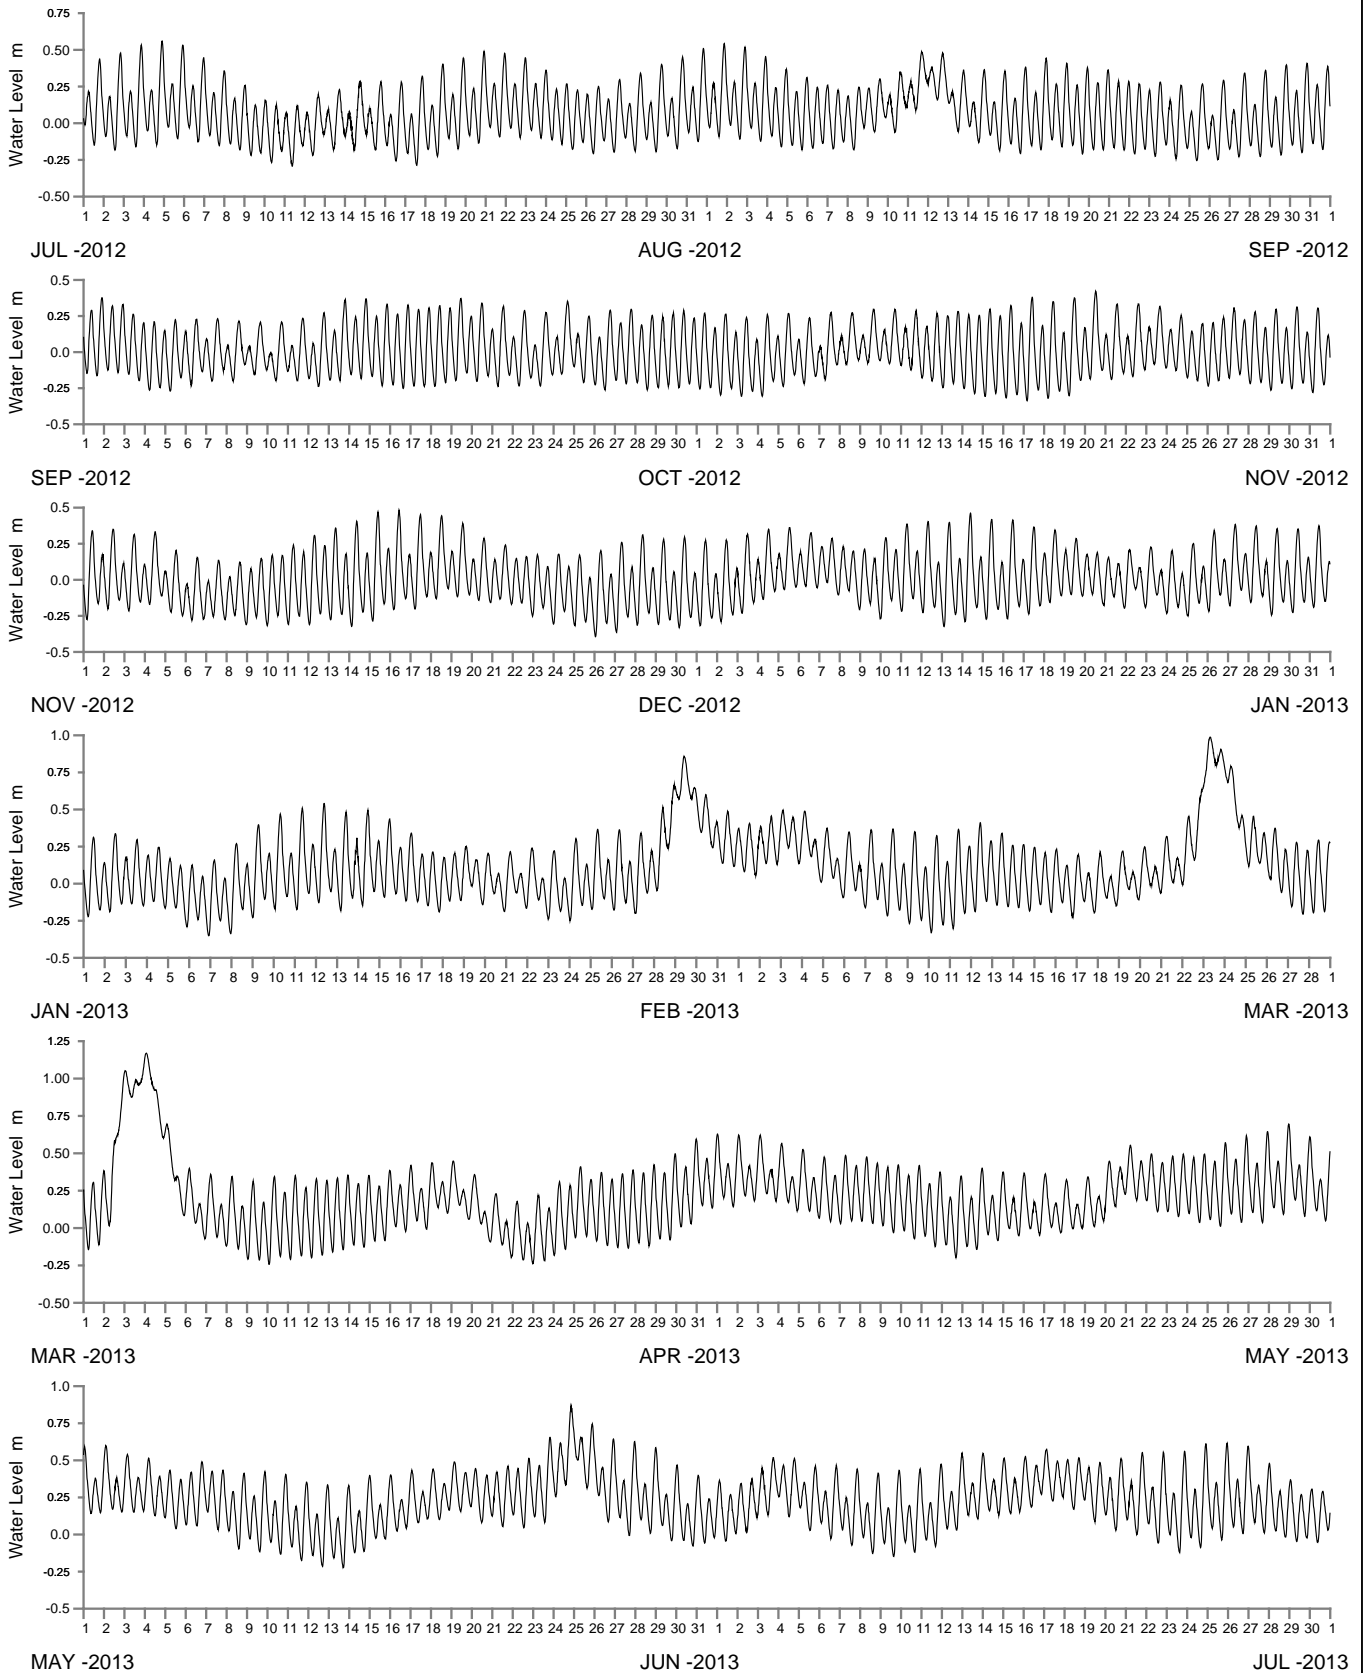 0.75
0.50
0.25
0.00
-0.25
-0.50
Water Level m
1 2 3 4 5 6 7 8 9 10 11 12 13 14 15 16 17 18 19 20 21 22 23 24 25 26 27 28 29 30 31 1 2 3 4 5 6 7 8 9 10 11 12 13 14 15 16 17 18 19 20 21 22 23 24 25 26 27 28 29 30 31 1
JUL -2012 AUG -2012 SEP -2012
0.5
0.25
0.0
-0.25
-0.5
Water Level m
1 2 3 4 5 6 7 8 9 10 11 12 13 14 15 16 17 18 19 20 21 22 23 24 25 26 27 28 29 30 1 2 3 4 5 6 7 8 9 10 11 12 13 14 15 16 17 18 19 20 21 22 23 24 25 26 27 28 29 30 31 1
SEP -2012 OCT -2012 NOV -2012
0.5
0.25
0.0
-0.25
-0.5
Water Level m
1 2 3 4 5 6 7 8 9 10 11 12 13 14 15 16 17 18 19 20 21 22 23 24 25 26 27 28 29 30 1 2 3 4 5 6 7 8 9 10 11 12 13 14 15 16 17 18 19 20 21 22 23 24 25 26 27 28 29 30 31 1
NOV -2012 DEC -2012 JAN -2013
1.0
0.75
0.5
0.25
0.0
-0.25
-0.5
Water Level m
1 2 3 4 5 6 7 8 9 10 11 12 13 14 15 16 17 18 19 20 21 22 23 24 25 26 27 28 29 30 31 1 2 3 4 5 6 7 8 9 10 11 12 13 14 15 16 17 18 19 20 21 22 23 24 25 26 27 28 1
JAN -2013 FEB -2013 MAR -2013
1.25
1.00
0.75
0.50
0.25
0.00
-0.25
-0.50
Water Level m
1 2 3 4 5 6 7 8 9 10 11 12 13 14 15 16 17 18 19 20 21 22 23 24 25 26 27 28 29 30 31 1 2 3 4 5 6 7 8 9 10 11 12 13 14 15 16 17 18 19 20 21 22 23 24 25 26 27 28 29 30 1
MAR -2013 APR -2013 MAY -2013
1.0
0.75
0.5
0.25
0.0
-0.25
-0.5
Water Level m
1 2 3 4 5 6 7 8 9 10 11 12 13 14 15 16 17 18 19 20 21 22 23 24 25 26 27 28 29 30 31 1 2 3 4 5 6 7 8 9 10 11 12 13 14 15 16 17 18 19 20 21 22 23 24 25 26 27 28 29 30 1
MAY -2013 JUN -2013 JUL -2013